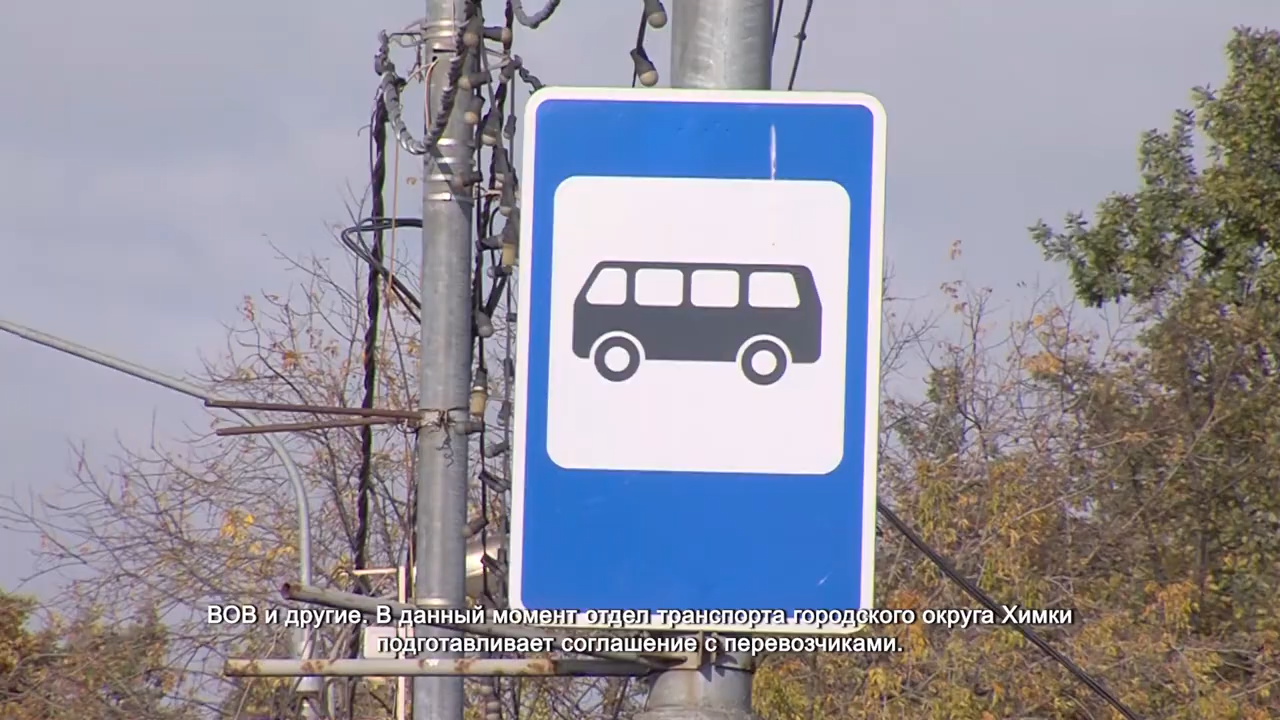 ВОВ и другие. В данный момент отдел транспорта городского округа Химки
подготавливает соглашение с перевозчиками.